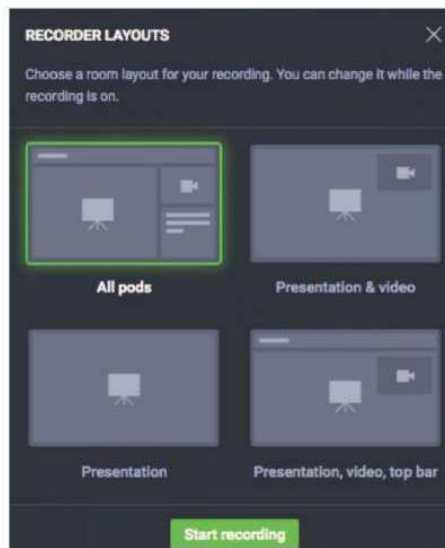 RECORDER LAYOUTS
Choose a room layout for your recording. You can change it while the
recording is on.
All pods
Presentation & video
Presentation
Presentation, video, top bar
Start recording